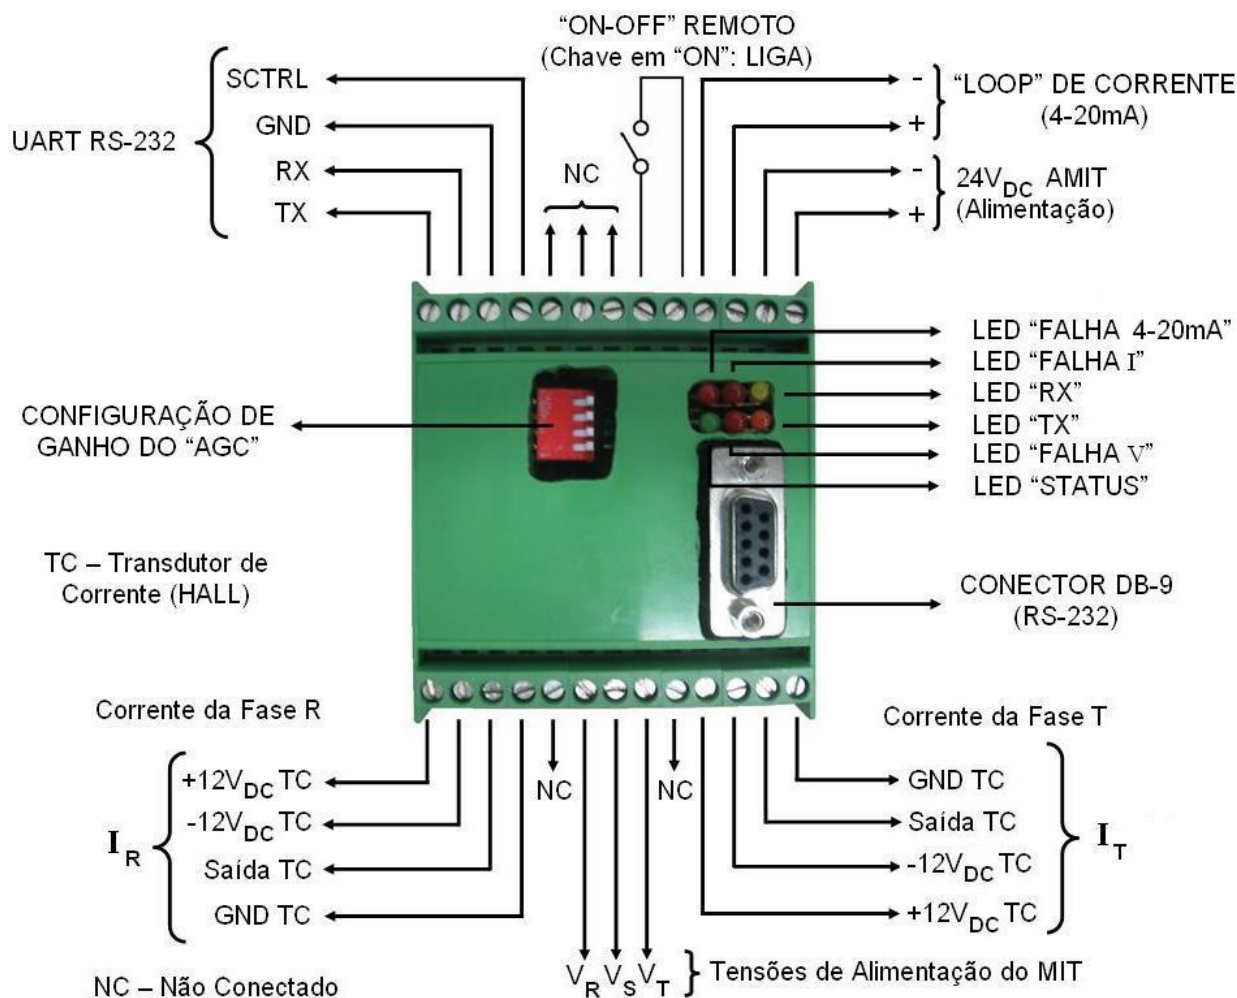 “ON-OFF” REMOTO
(Chave em “ON”: LIGA)
UART RS-232
SCTRL
GND
RX
TX
NC
-
+
“LOOP” DE CORRENTE
(4-20mA)
-
+
24VDC AMIT
(Alimentação)
CONFIGURAÇÃO DE
GANHO DO “AGC”
LED “FALHA 4-20mA”
LED “FALHA I”
LED “RX”
LED “TX”
LED “FALHA V”
LED “STATUS”
TC – Transdutor de
Corrente (HALL)
CONECTOR DB-9
(RS-232)
Corrente da Fase R
IR
+12VDC TC
-12VDC TC
Saída TC
GND TC
NC
NC
Corrente da Fase T
GND TC
Saída TC
-12VDC TC
+12VDC TC
IT
VR VS VT
Tensões de Alimentação do MIT
NC – Não Conectado